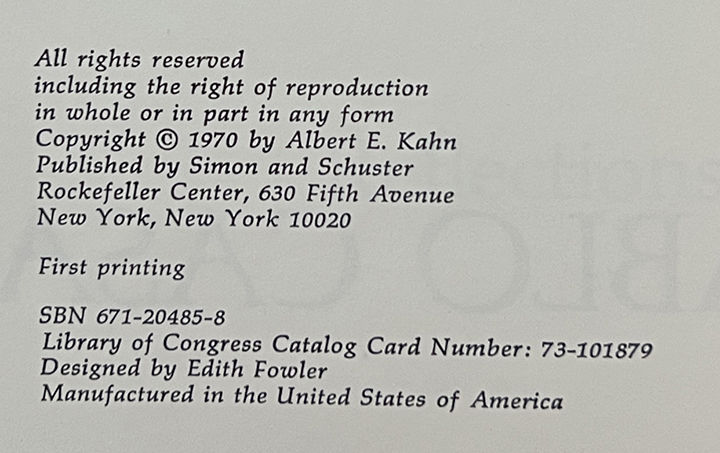 All rights reserved
including the right of reproduction
in whole or in part in any form
Copyright © 1970 by Albert E. Kahn
Published by Simon and Schuster
Rockefeller Center, 630 Fifth Avenue
New York, New York 10020
First printing
SBN 671-20485-8
Library of Congress Catalog Card Number: 73-101879
Designed by Edith Fowler
Manufactured in the United States of America